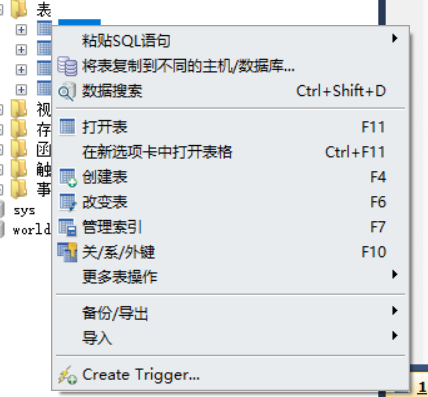 表
粘贴SQL语句
将表复制到不同的主机/数据库...
数据搜索 Ctrl+Shift+D
打开表 F11
在新选项卡中打开表格 Ctrl+F11
创建表 F4
改变表 F6
管理索引 F7
关/系/外键 F10
更多表操作
备份/导出
导入
Create Trigger...
视
存
函
触
事
sys
world
1